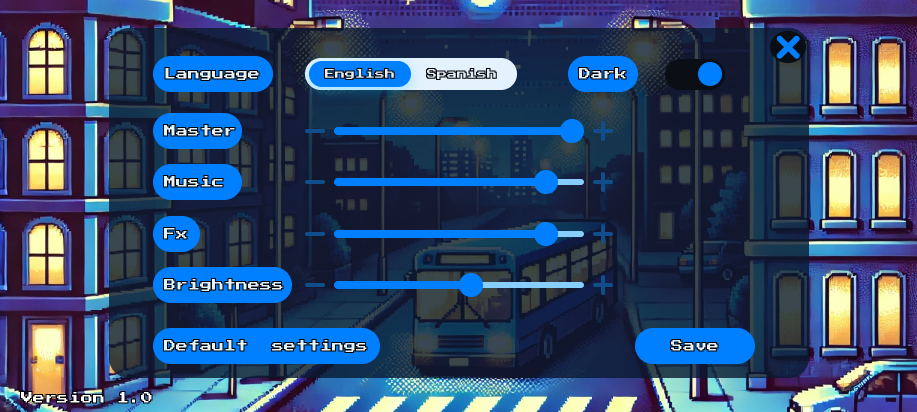 Language English Spanish Dark
Master
Music
Fx
Brightness
Default settings Save
Version 1.0